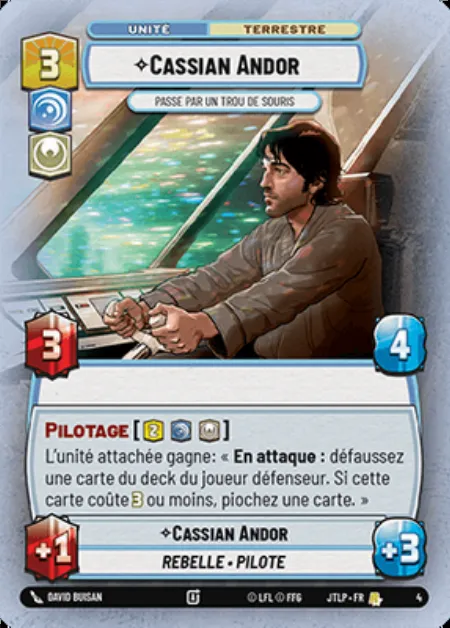 UNITÉ
TERRESTRE
3
CASSIAN ANDOR
PASSE PAR UN TROU DE SOURIS
3
4
PILOTAGE [2]
L'unité attachée gagne: « En attaque : défaussez
une carte du deck du joueur défenseur. Si cette
carte coûte 3 ou moins, piochez une carte. »
CASSIAN ANDOR
+1
+3
REBELLE • PILOTE
DAVID BUISAN
© LFL © FFG
JTLP • FR
4